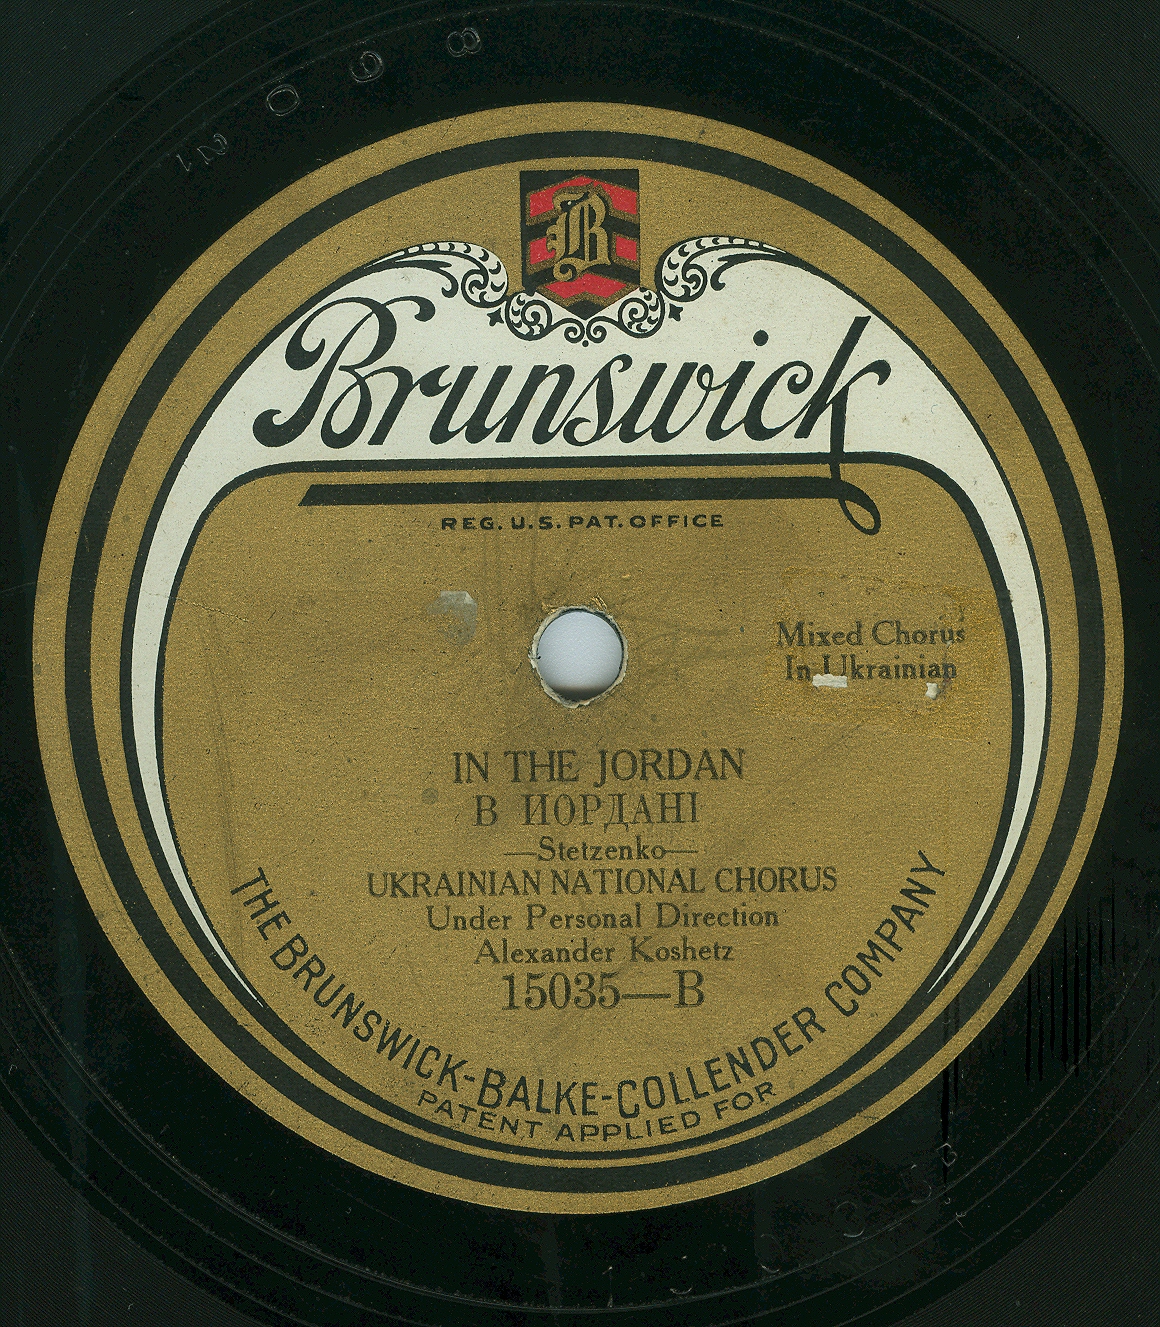 B
Brunswick
REG. U.S. PAT. OFFICE
Mixed Chorus
In Ukrainian
IN THE JORDAN
В ЙОРДАНІ
—Stetzenko—
UKRAINIAN NATIONAL CHORUS
Under Personal Direction
Alexander Koshetz
15035—B
THE BRUNSWICK-BALKE-COLLENDER COMPANY
PATENT APPLIED FOR